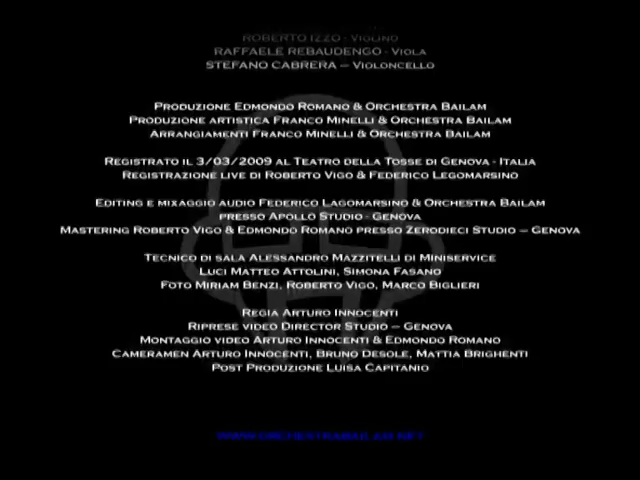 ROBERTO IZZO - VIOLINO
RAFFAELE REBAUDENGO - VIOLA
STEFANO CABRERA – VIOLONCELLO
PRODUZIONE EDMONDO ROMANO & ORCHESTRA BAILAM
PRODUZIONE ARTISTICA FRANCO MINELLI & ORCHESTRA BAILAM
ARRANGIAMENTI FRANCO MINELLI & ORCHESTRA BAILAM
REGISTRATO IL 3/03/2009 AL TEATRO DELLA TOSSE DI GENOVA - ITALIA
REGISTRAZIONE LIVE DI ROBERTO VIGO & FEDERICO LEGOMARSINO
EDITING E MIXAGGIO AUDIO FEDERICO LAGOMARSINO & ORCHESTRA BAILAM
PRESSO APOLLO STUDIO - GENOVA
MASTERING ROBERTO VIGO & EDMONDO ROMANO PRESSO ZERODIECI STUDIO – GENOVA
TECNICO DI SALA ALESSANDRO MAZZITELLI DI MINISERVICE
LUCI MATTEO ATTOLINI, SIMONA FASANO
FOTO MIRIAM BENZI, ROBERTO VIGO, MARCO BIGLIERI
REGIA ARTURO INNOCENTI
RIPRESE VIDEO DIRECTOR STUDIO – GENOVA
MONTAGGIO VIDEO ARTURO INNOCENTI & EDMONDO ROMANO
CAMERAMEN ARTURO INNOCENTI, BRUNO DESOLE, MATTIA BRIGHENTI
POST PRODUZIONE LUISA CAPITANIO
WWW.ORCHESTRABAILAM.NET